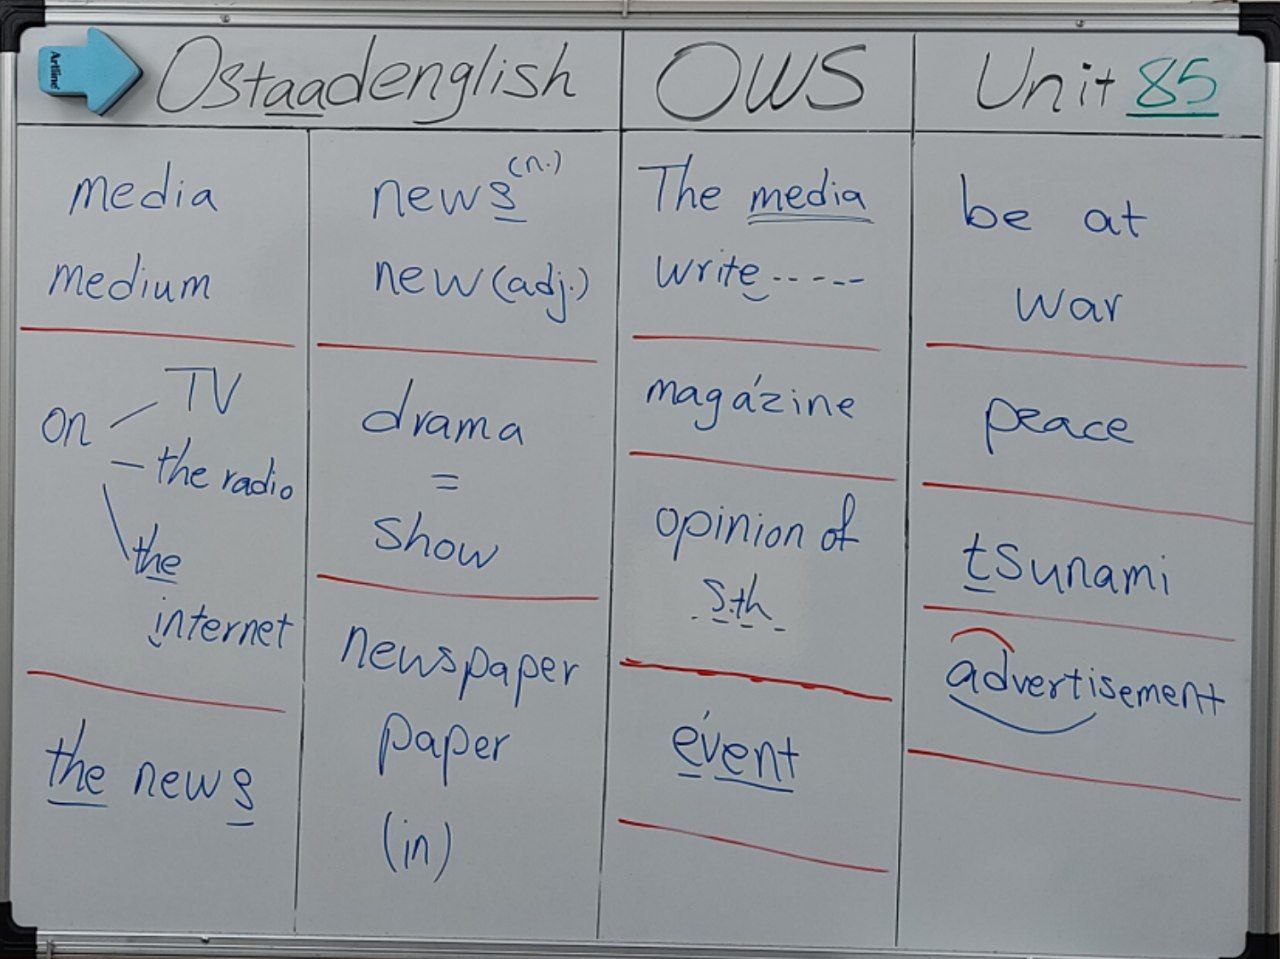 Artline
Ostaadenglish
OWS
Unit 85
media
medium
on
TV
the radio
the
internet
the news
news (n.)
new (adj.)
drama
=
show
newspaper
paper
(in)
The media
write-----
magázine
opinion of
s.th
évent
be at
war
peace
tsunami
advertisement